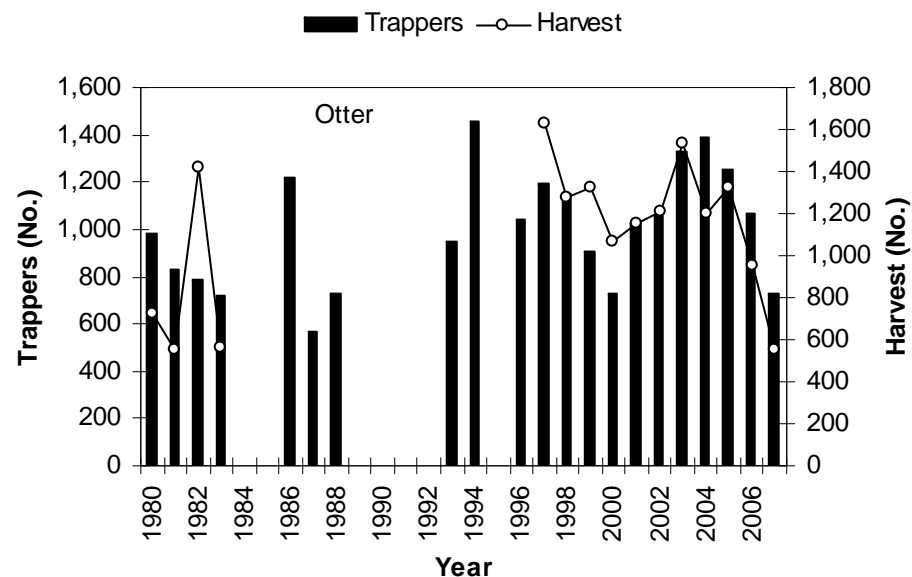 Trappers Harvest
1,600 1,800
Otter
1,400 1,600
1,200 1,400
1,000 1,200
800 1,000
600 800
400 600
200 400
0 200
0
Trappers (No.)
Harvest (No.)
1980 1982 1984 1986 1988 1990 1992 1994 1996 1998 2000 2002 2004 2006
Year